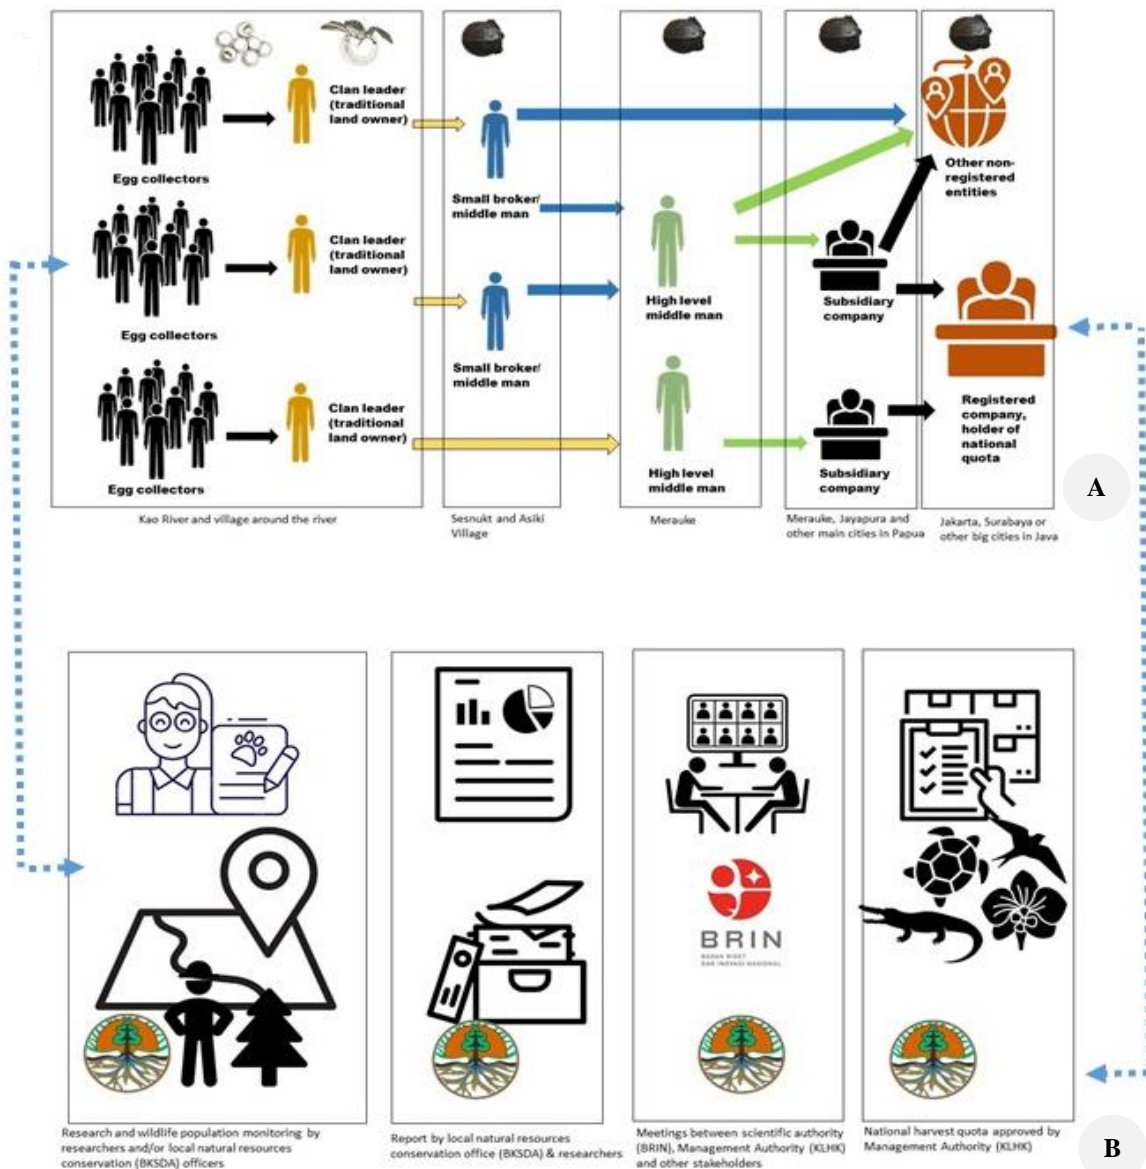 Egg collectors
Clan leader
(traditional
land owner)
Small broker/
middle man
Other non-
registered
entities
Egg collectors
Clan leader
(traditional
land owner)
Small broker/
middle man
High level
middle man
Subsidiary
company
Registered
company,
holder of
national
quota
Egg collectors
Clan leader
(traditional
land owner)
High level
middle man
Subsidiary
company
A
Kao River and village around the river
Sesnukt and Asiki
Village
Merauke
Merauke, Jayapura and
other main cities in Papua
Jakarta, Surabaya or
other big cities in Java
BRIN
BADAN RISET
DAN INOVASI NASIONAL
Research and wildlife population monitoring by
researchers and/or local natural resources
conservation (BKSDA) officers
Report by local natural resources
conservation office (BKSDA) & researchers
Meetings between scientific authority
(BRIN), Management Authority (KLHK)
and other stakeholders
National harvest quota approved by
Management Authority (KLHK)
B